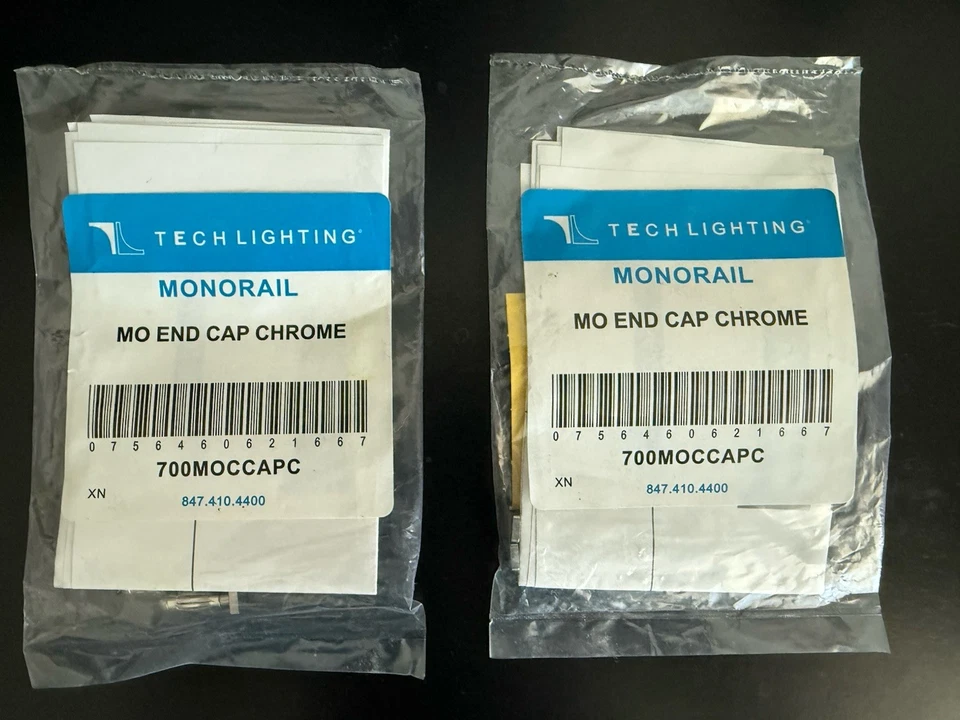 TECH LIGHTING®
MONORAIL
MO END CAP CHROME
0 7 5 6 4 6 0 6 2 1 6 6 7
700MOCCAPC
XN
847.410.4400
TECH LIGHTING®
MONORAIL
MO END CAP CHROME
0 7 5 6 4 6 0 6 2 1 6 6 7
700MOCCAPC
XN
847.410.4400